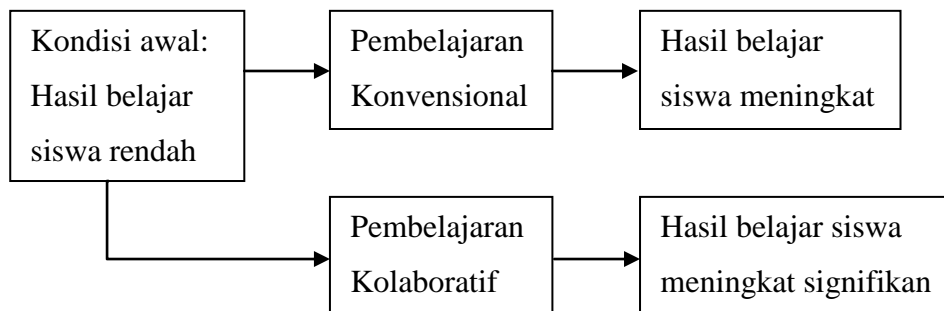 Kondisi awal:
Hasil belajar
siswa rendah
Pembelajaran
Konvensional
Hasil belajar
siswa meningkat
Pembelajaran
Kolaboratif
Hasil belajar siswa
meningkat signifikan